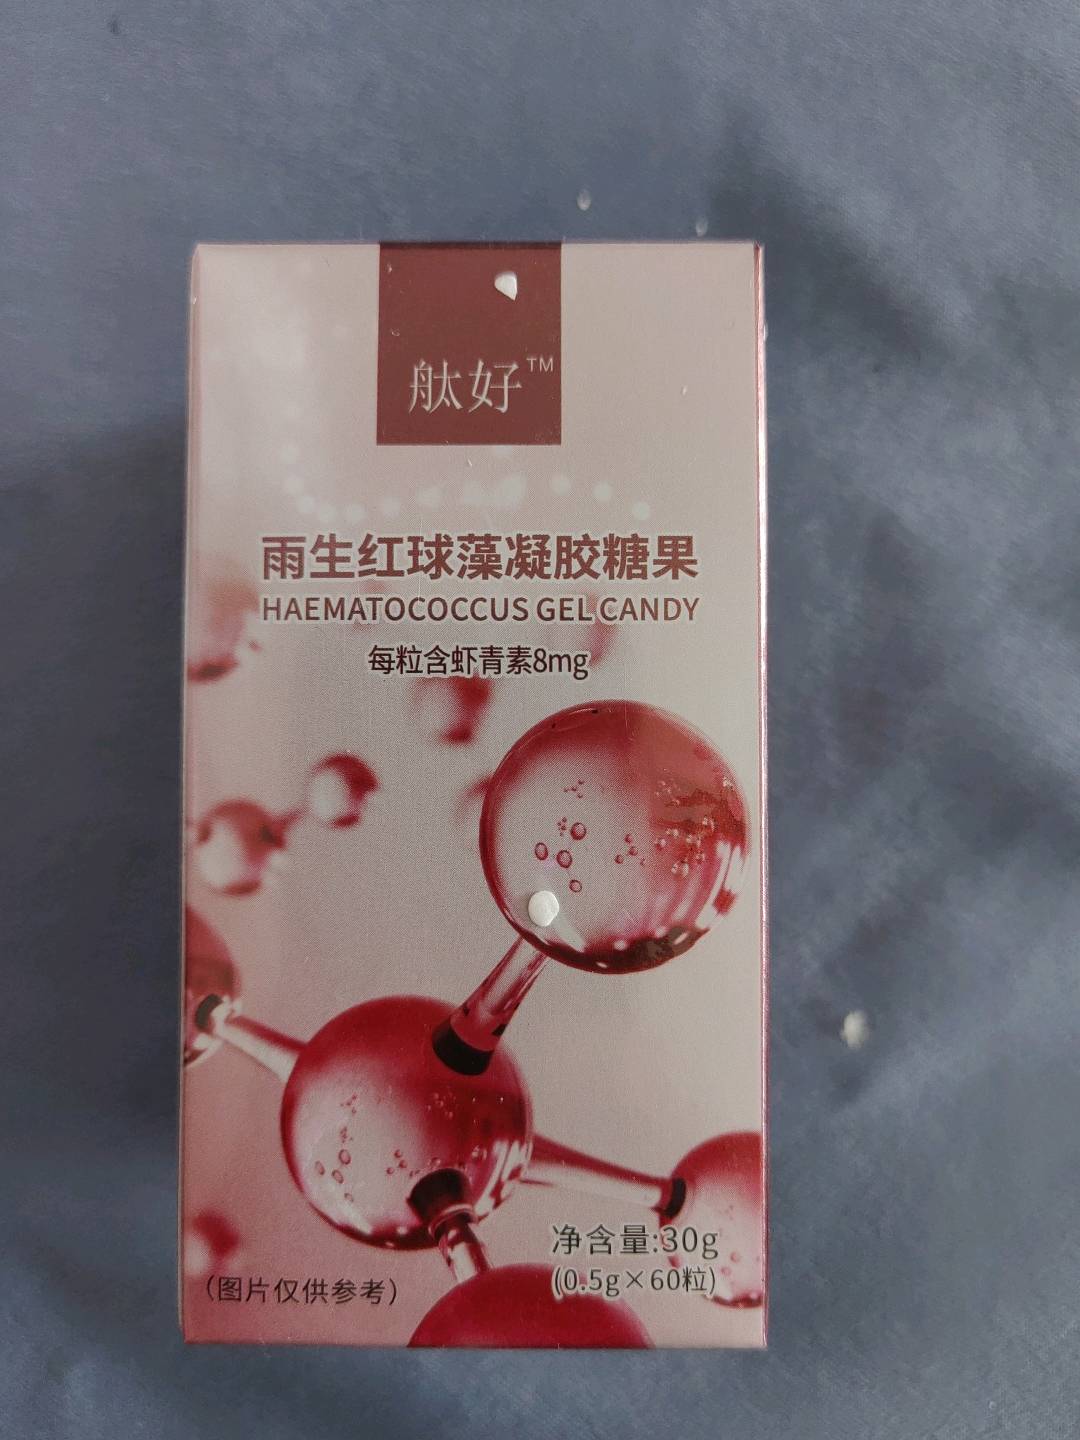 舦好™
雨生红球藻凝胶糖果
HAEMATOCOCCUS GEL CANDY
每粒含虾青素8mg
净含量:30g
(0.5g×60粒)
(图片仅供参考)